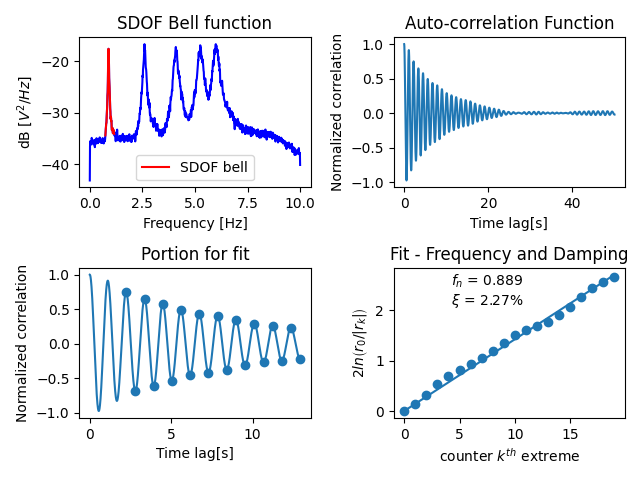 SDOF Bell function
dB [V²/Hz]
−20
−30
−40
SDOF bell
0.0 2.5 5.0 7.5 10.0
Frequency [Hz]
Auto-correlation Function
Normalized correlation
1.0
0.5
0.0
−0.5
−1.0
0 20 40
Time lag[s]
Portion for fit
Normalized correlation
1.0
0.5
0.0
−0.5
−1.0
0 5 10
Time lag[s]
Fit - Frequency and Damping
fₙ = 0.889
ξ = 2.27%
2ln(r₀/|rₖ|)
2
1
0
0 5 10 15
counter kᵗʰ extreme